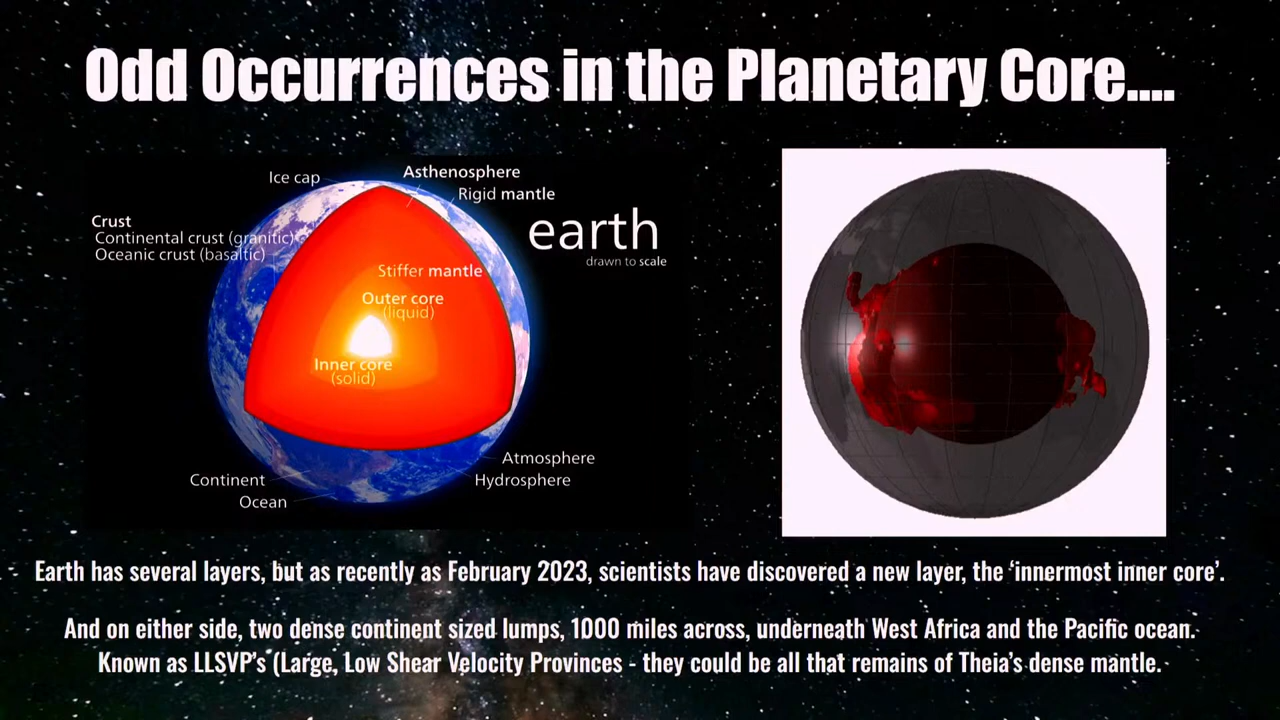 Odd Occurrences in the Planetary Core....
Ice cap
Asthenosphere
Rigid mantle
Crust
Continental crust (granitic)
Oceanic crust (basaltic)
earth
drawn to scale
Stiffer mantle
Outer core
(liquid)
Inner core
(solid)
Atmosphere
Continent
Hydrosphere
Ocean
Earth has several layers, but as recently as February 2023, scientists have discovered a new layer, the ‘innermost inner core’.
And on either side, two dense continent sized lumps, 1000 miles across, underneath West Africa and the Pacific ocean.
Known as LLSVP’s (Large, Low Shear Velocity Provinces - they could be all that remains of Theia’s dense mantle.